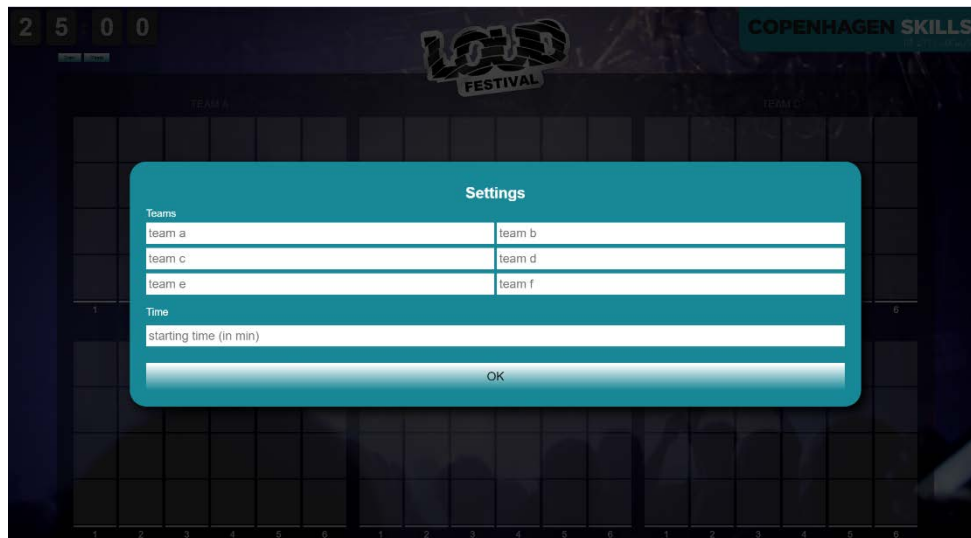 25 00
LOUD
COPENHAGEN SKILLS
FESTIVAL
TEAM A
TEAM C
Settings
Teams
team a
team b
team c
team d
team e
team f
Time
1
6
starting time (in min)
OK
1 2 3 4 5 6 1 2 3 4 5 6 1 2 3 4 5 6